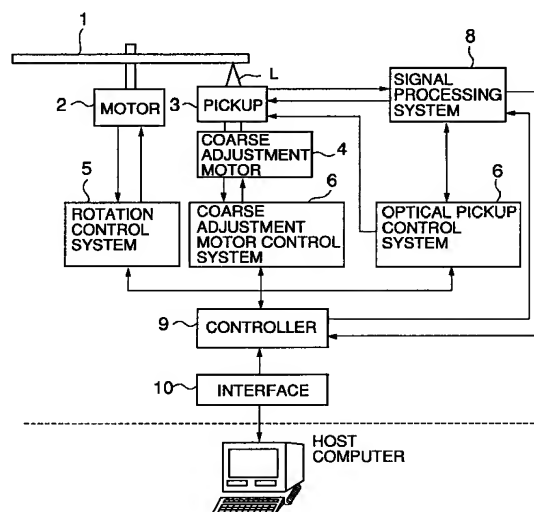 1
2
MOTOR
3
PICKUP
L
8
SIGNAL
PROCESSING
SYSTEM
COARSE
ADJUSTMENT
MOTOR
4
5
ROTATION
CONTROL
SYSTEM
6
COARSE
ADJUSTMENT
MOTOR CONTROL
SYSTEM
6
OPTICAL PICKUP
CONTROL
SYSTEM
9
CONTROLLER
10
INTERFACE
HOST
COMPUTER